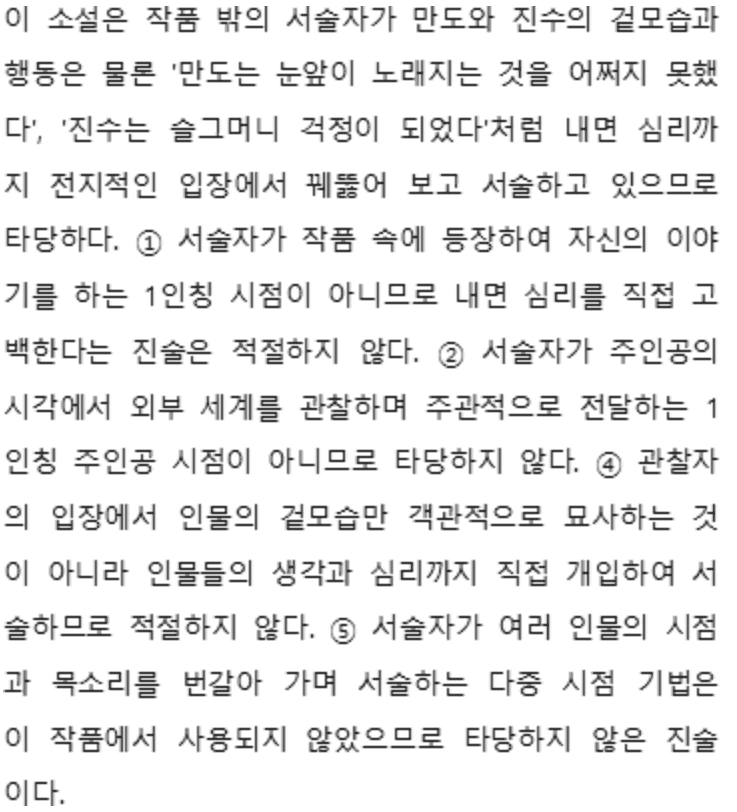 이 소설은 작품 밖의 서술자가 만도와 진수의 겉모습과
행동은 물론 '만도는 눈앞이 노래지는 것을 어쩌지 못했
다', '진수는 슬그머니 걱정이 되었다'처럼 내면 심리까
지 전지적인 입장에서 꿰뚫어 보고 서술하고 있으므로
타당하다. ① 서술자가 작품 속에 등장하여 자신의 이야
기를 하는 1인칭 시점이 아니므로 내면 심리를 직접 고
백한다는 진술은 적절하지 않다. ② 서술자가 주인공의
시각에서 외부 세계를 관찰하며 주관적으로 전달하는 1
인칭 주인공 시점이 아니므로 타당하지 않다. ④ 관찰자
의 입장에서 인물의 겉모습만 객관적으로 묘사하는 것
이 아니라 인물들의 생각과 심리까지 직접 개입하여 서
술하므로 적절하지 않다. ⑤ 서술자가 여러 인물의 시점
과 목소리를 번갈아 가며 서술하는 다중 시점 기법은
이 작품에서 사용되지 않았으므로 타당하지 않은 진술
이다.